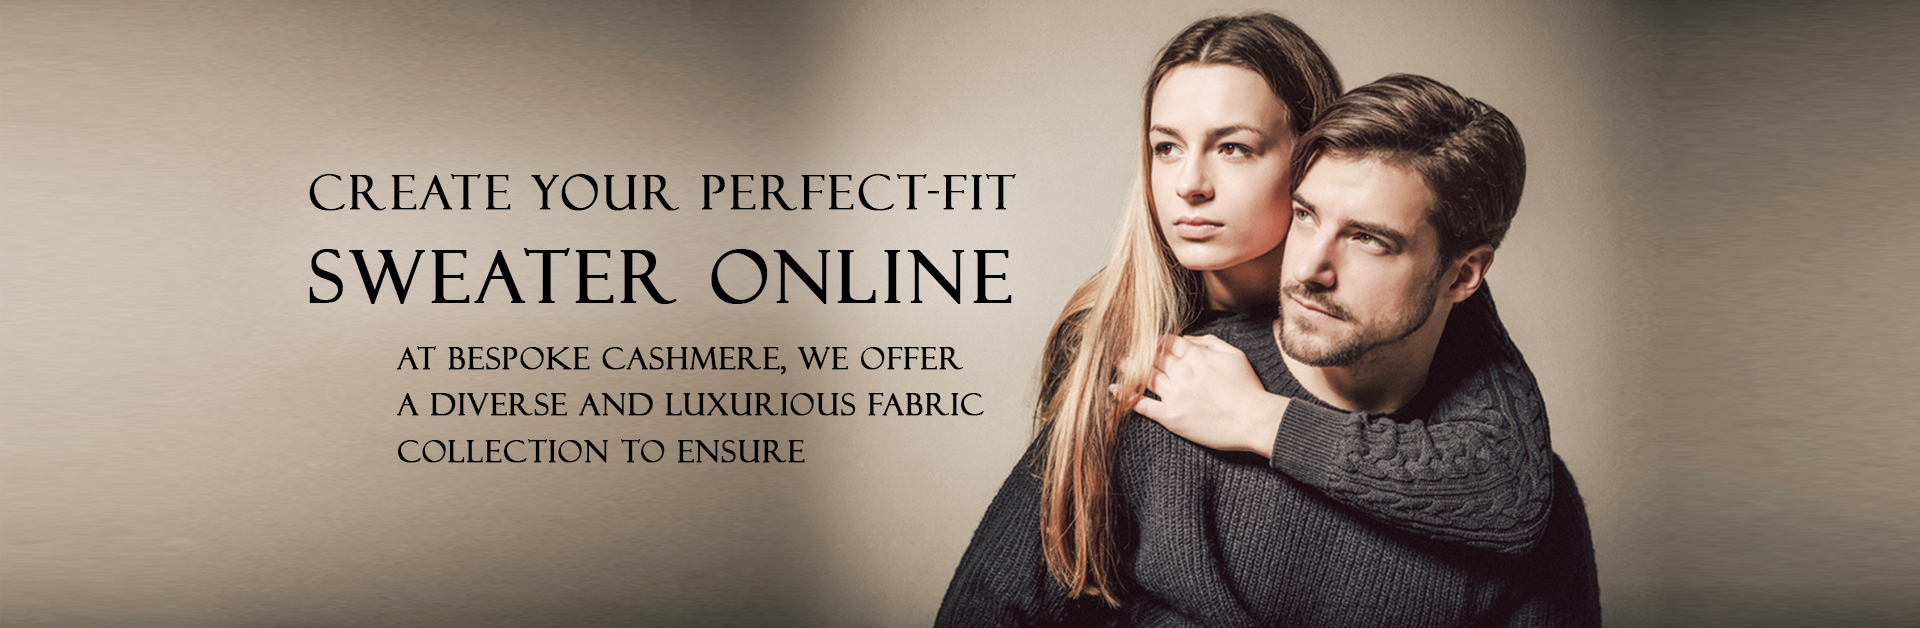 CREATE YOUR PERFECT-FIT
SWEATER ONLINE
AT BESPOKE CASHMERE, WE OFFER
A DIVERSE AND LUXURIOUS FABRIC
COLLECTION TO ENSURE